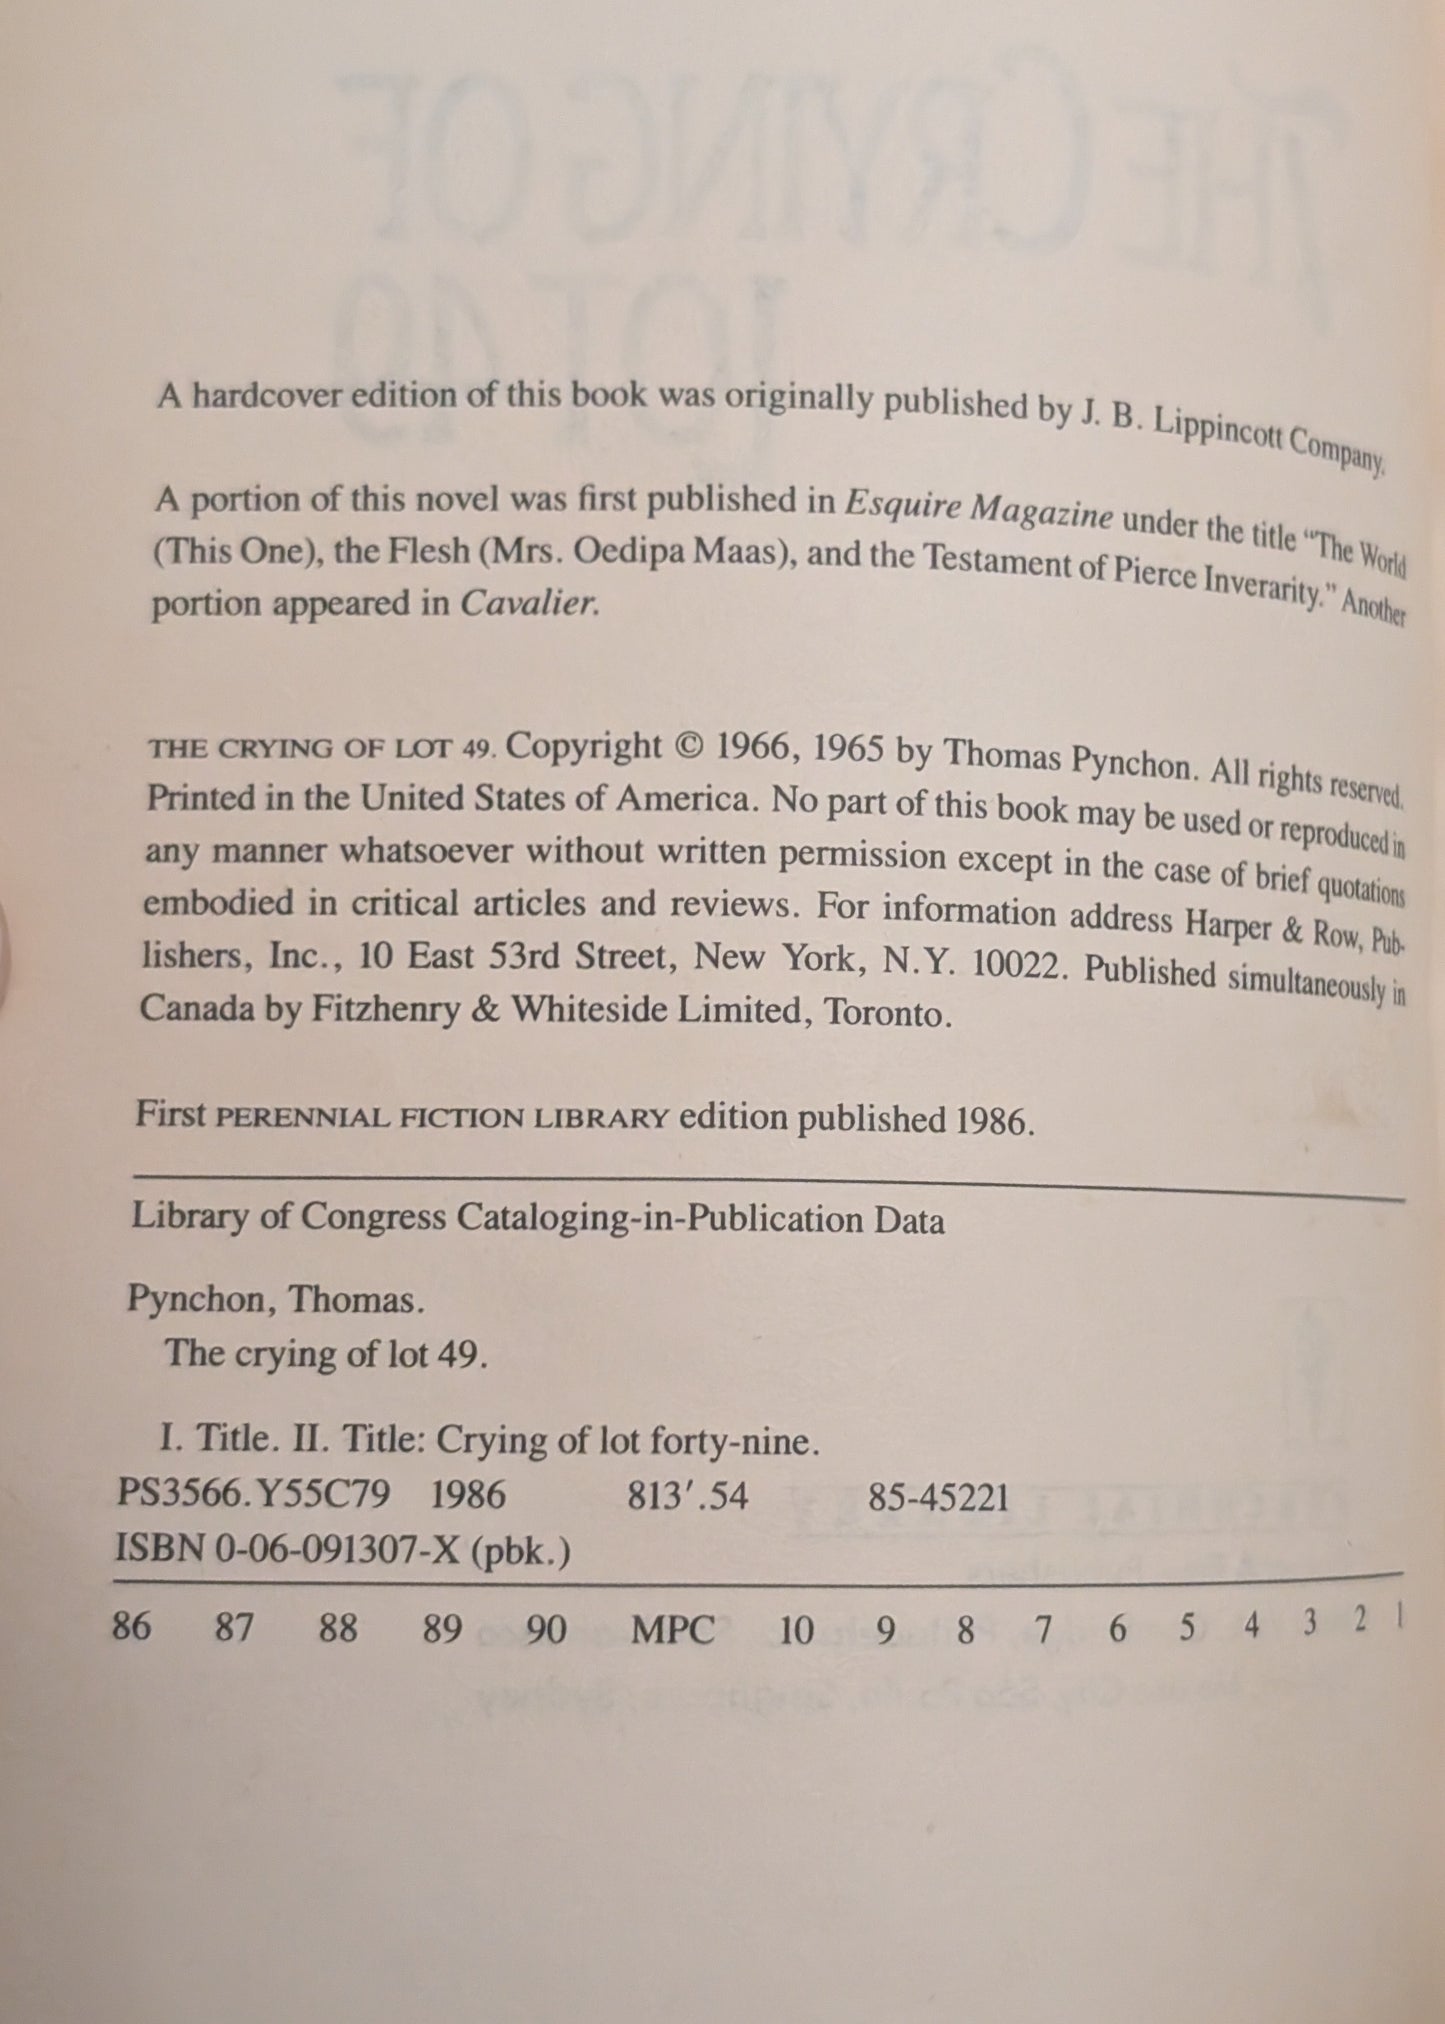 A hardcover edition of this book was originally published by J. B. Lippincott Company.
A portion of this novel was first published in Esquire Magazine under the title “The World
(This One), the Flesh (Mrs. Oedipa Maas), and the Testament of Pierce Inverarity.” Another
portion appeared in Cavalier.
THE CRYING OF LOT 49. Copyright © 1966, 1965 by Thomas Pynchon. All rights reserved.
Printed in the United States of America. No part of this book may be used or reproduced in
any manner whatsoever without written permission except in the case of brief quotations
embodied in critical articles and reviews. For information address Harper & Row, Pub-
lishers, Inc., 10 East 53rd Street, New York, N.Y. 10022. Published simultaneously in
Canada by Fitzhenry & Whiteside Limited, Toronto.
First PERENNIAL FICTION LIBRARY edition published 1986.
Library of Congress Cataloging-in-Publication Data
Pynchon, Thomas.
The crying of lot 49.
I. Title. II. Title: Crying of lot forty-nine.
PS3566.Y55C79 1986 813′.54 85-45221
ISBN 0-06-091307-X (pbk.)
86 87 88 89 90 MPC 10 9 8 7 6 5 4 3 2 1